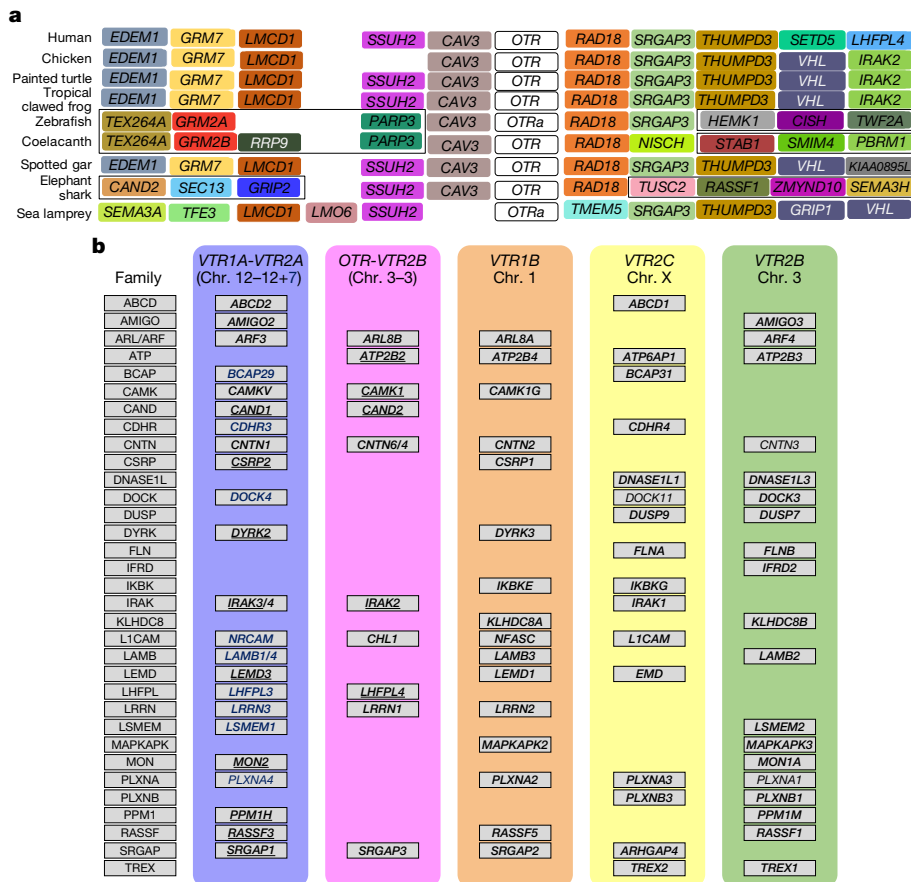 a
Human EDEM1 GRM7 LMCD1 SSUH2 CAV3 OTR RAD18 SRGAP3 THUMPD3 SETD5 LHFPL4
Chicken EDEM1 GRM7 LMCD1 CAV3 OTR RAD18 SRGAP3 THUMPD3 VHL IRAK2
Painted turtle EDEM1 GRM7 LMCD1 SSUH2 CAV3 OTR RAD18 SRGAP3 THUMPD3 VHL IRAK2
Tropical
clawed frog EDEM1 GRM7 LMCD1 SSUH2 CAV3 OTR RAD18 SRGAP3 THUMPD3 VHL IRAK2
Zebrafish TEX264A GRM2A PARP3 CAV3 OTRa RAD18 SRGAP3 HEMK1 CISH TWF2A
Coelacanth TEX264A GRM2B RRP9 PARP3 CAV3 OTR RAD18 NISCH STAB1 SMIM4 PBRM1
Spotted gar EDEM1 GRM7 LMCD1 SSUH2 CAV3 OTR RAD18 SRGAP3 THUMPD3 VHL KIAA0895L
Elephant
shark CAND2 SEC13 GRIP2 SSUH2 CAV3 OTR RAD18 TUSC2 RASSF1 ZMYND10 SEMA3H
Sea lamprey SEMA3A TFE3 LMCD1 LMO6 SSUH2 OTRa TMEM5 SRGAP3 THUMPD3 GRIP1 VHL
b
VTR1A-VTR2A OTR-VTR2B VTR1B VTR2C VTR2B
Family (Chr. 12–12+7) (Chr. 3–3) Chr. 1 Chr. X Chr. 3
ABCD ABCD2 ABCD1
AMIGO AMIGO2 AMIGO3
ARL/ARF ARF3 ARL8B ARL8A ARF4
ATP ATP2B2 ATP2B4 ATP6AP1 ATP2B3
BCAP BCAP29 BCAP31
CAMK CAMKV CAMK1 CAMK1G
CAND CAND1 CAND2
CDHR CDHR3 CDHR4
CNTN CNTN1 CNTN6/4 CNTN2 CNTN3
CSRP CSRP2 CSRP1
DNASE1L DNASE1L1 DNASE1L3
DOCK DOCK4 DOCK11 DOCK3
DUSP DUSP9 DUSP7
DYRK DYRK2 DYRK3
FLN FLNA FLNB
IFRD IFRD2
IKBK IKBKE IKBKG
IRAK IRAK3/4 IRAK2 IRAK1
KLHDC8 KLHDC8A KLHDC8B
L1CAM NRCAM CHL1 NFASC L1CAM
LAMB LAMB1/4 LAMB3 LAMB2
LEMD LEMD3 LEMD1 EMD
LHFPL LHFPL3 LHFPL4
LRRN LRRN3 LRRN1 LRRN2
LSMEM LSMEM1 LSMEM2
MAPKAPK MAPKAPK2 MAPKAPK3
MON MON2 MON1A
PLXNA PLXNA4 PLXNA2 PLXNA3 PLXNA1
PLXNB PLXNB3 PLXNB1
PPM1 PPM1H PPM1M
RASSF RASSF3 RASSF5 RASSF1
SRGAP SRGAP1 SRGAP3 SRGAP2 ARHGAP4
TREX TREX2 TREX1